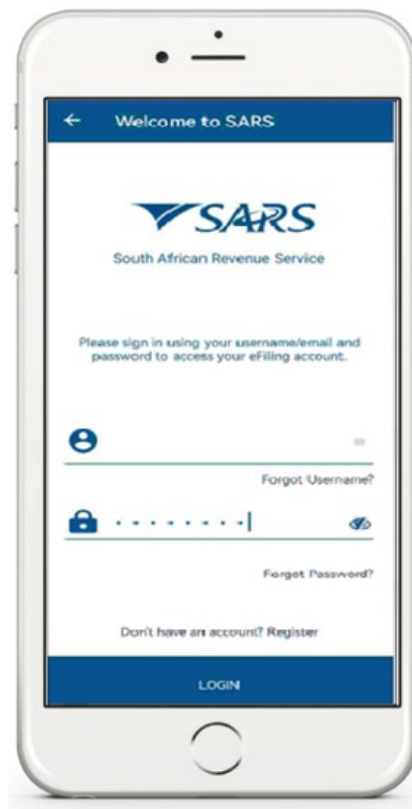 Welcome to SARS
SARS
South African Revenue Service
Please sign in using your username/email and
password to access your eFiling account.
Forgot Username?
Forgot Password?
Don't have an account? Register
LOGIN